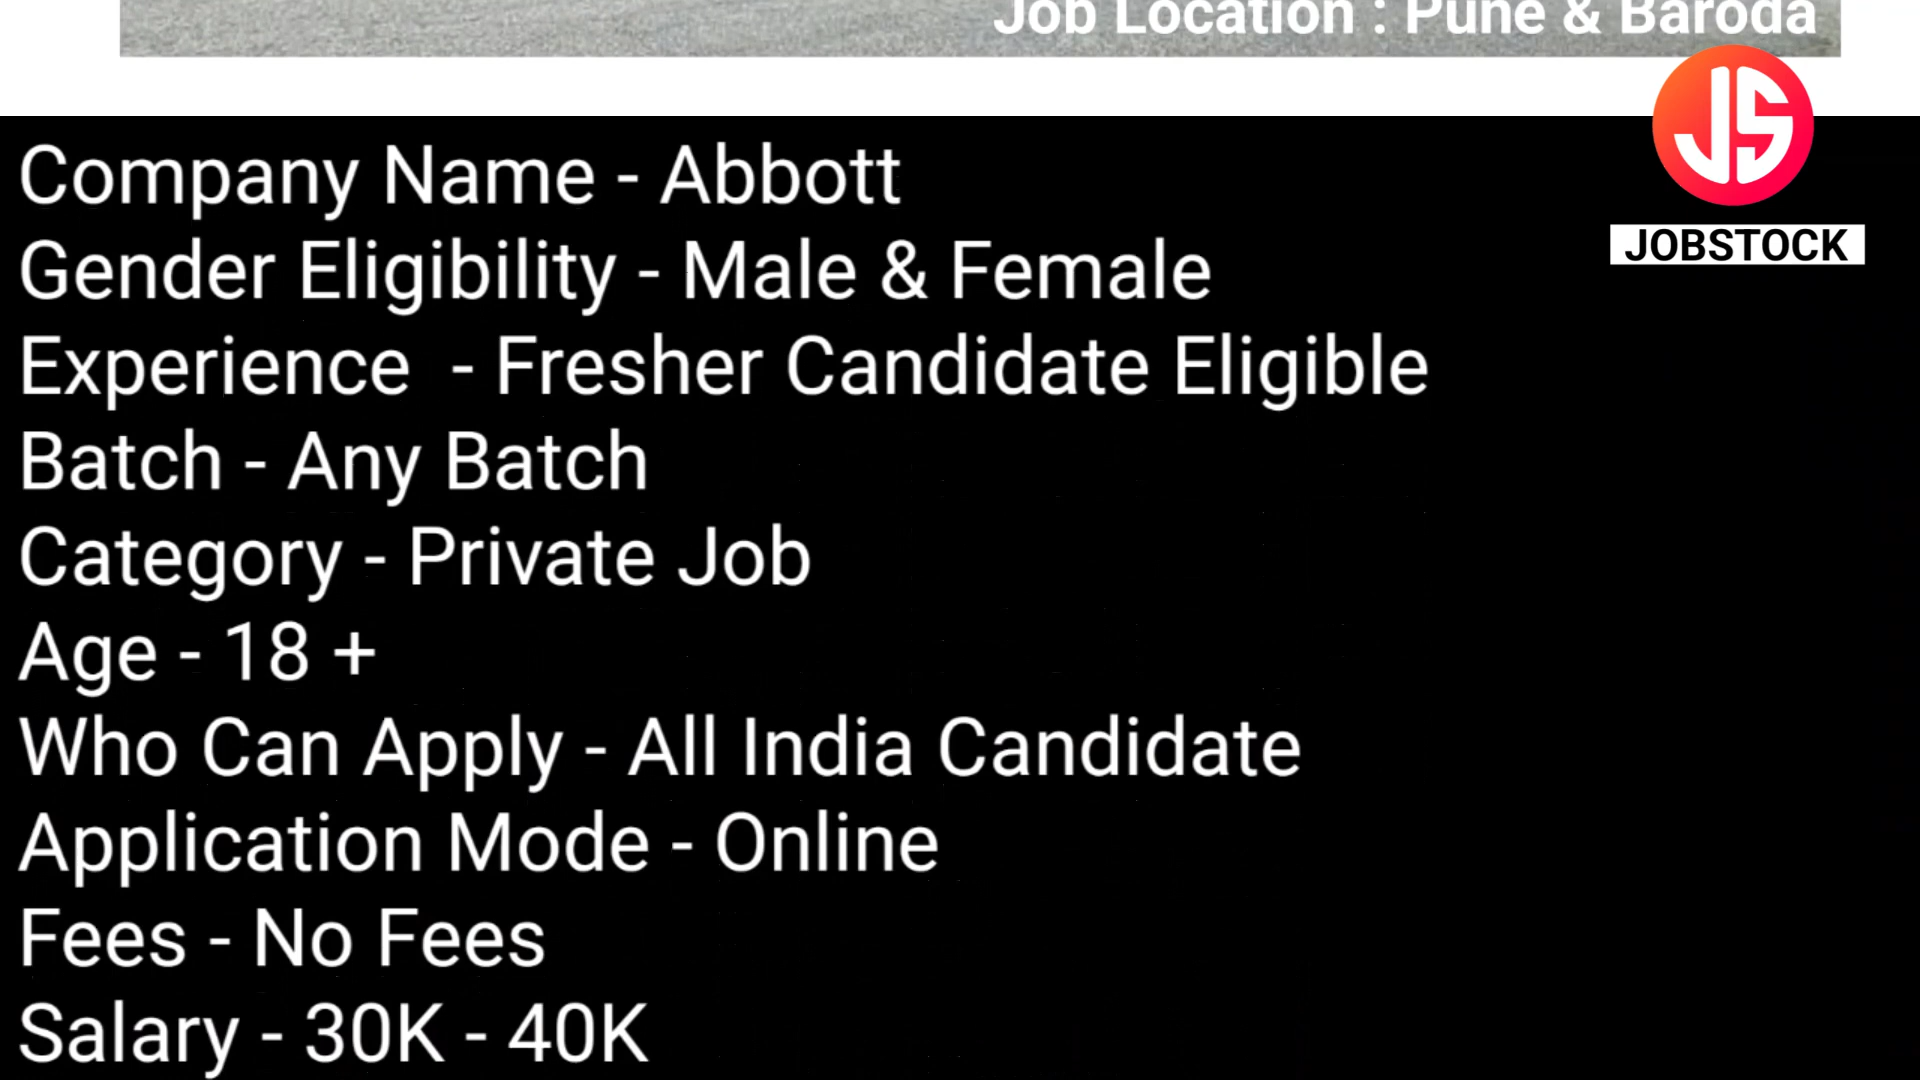 Job Location : Pune & Baroda
JS
JOBSTOCK
Company Name - Abbott
Gender Eligibility - Male & Female
Experience  - Fresher Candidate Eligible
Batch - Any Batch
Category - Private Job
Age - 18 +
Who Can Apply - All India Candidate
Application Mode - Online
Fees - No Fees
Salary - 30K - 40K